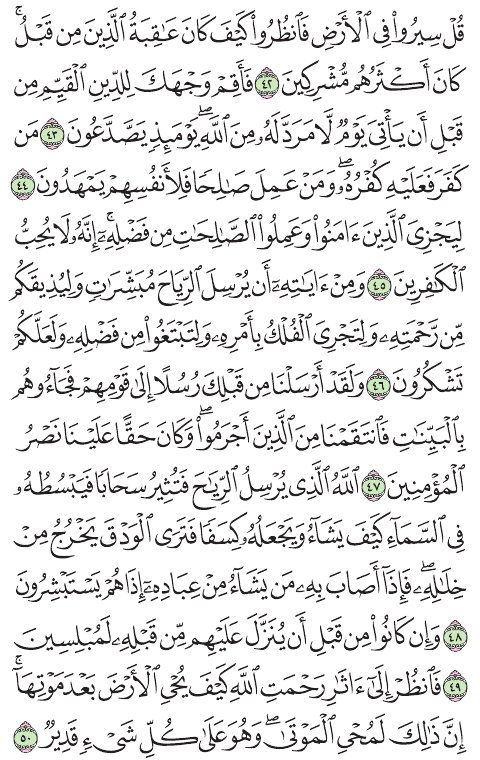 قُلْ سِيرُوا۟ فِى ٱلْأَرْضِ فَٱنظُرُوا۟ كَيْفَ كَانَ عَـٰقِبَةُ ٱلَّذِينَ مِن قَبْلُ ۚ
كَانَ أَكْثَرُهُم مُّشْرِكِينَ ٤٢ فَأَقِمْ وَجْهَكَ لِلدِّينِ ٱلْقَيِّمِ مِن
قَبْلِ أَن يَأْتِىَ يَوْمٌ لَّا مَرَدَّ لَهُۥ مِنَ ٱللَّهِ ۖ يَوْمَئِذٍ يَصَّدَّعُونَ ٤٣ مَن
كَفَرَ فَعَلَيْهِ كُفْرُهُۥ ۖ وَمَنْ عَمِلَ صَـٰلِحًا فَلِأَنفُسِهِمْ يَمْهَدُونَ ٤٤
لِيَجْزِىَ ٱلَّذِينَ ءَامَنُوا۟ وَعَمِلُوا۟ ٱلصَّـٰلِحَـٰتِ مِن فَضْلِهِۦٓ ۚ إِنَّهُۥ لَا يُحِبُّ
ٱلْكَـٰفِرِينَ ٤٥ وَمِنْ ءَايَـٰتِهِۦٓ أَن يُرْسِلَ ٱلرِّيَاحَ مُبَشِّرَٰتٍ وَلِيُذِيقَكُم
مِّن رَّحْمَتِهِۦ وَلِتَجْرِىَ ٱلْفُلْكُ بِأَمْرِهِۦ وَلِتَبْتَغُوا۟ مِن فَضْلِهِۦ وَلَعَلَّكُمْ
تَشْكُرُونَ ٤٦ وَلَقَدْ أَرْسَلْنَا مِن قَبْلِكَ رُسُلًا إِلَىٰ قَوْمِهِمْ فَجَآءُوهُم
بِٱلْبَيِّنَـٰتِ فَٱنتَقَمْنَا مِنَ ٱلَّذِينَ أَجْرَمُوا۟ ۖ وَكَانَ حَقًّا عَلَيْنَا نَصْرُ
ٱلْمُؤْمِنِينَ ٤٧ ٱللَّهُ ٱلَّذِى يُرْسِلُ ٱلرِّيَـٰحَ فَتُثِيرُ سَحَابًا فَيَبْسُطُهُۥ
فِى ٱلسَّمَآءِ كَيْفَ يَشَآءُ وَيَجْعَلُهُۥ كِسَفًا فَتَرَى ٱلْوَدْقَ يَخْرُجُ مِنْ
خِلَـٰلِهِۦ ۖ فَإِذَآ أَصَابَ بِهِۦ مَن يَشَآءُ مِنْ عِبَادِهِۦٓ إِذَا هُمْ يَسْتَبْشِرُونَ
٤٨ وَإِن كَانُوا۟ مِن قَبْلِ أَن يُنَزَّلَ عَلَيْهِم مِّن قَبْلِهِۦ لَمُبْلِسِينَ
٤٩ فَٱنظُرْ إِلَىٰٓ ءَاثَـٰرِ رَحْمَتِ ٱللَّهِ كَيْفَ يُحْىِ ٱلْأَرْضَ بَعْدَ مَوْتِهَآ ۚ
إِنَّ ذَٰلِكَ لَمُحْىِ ٱلْمَوْتَىٰ ۖ وَهُوَ عَلَىٰ كُلِّ شَىْءٍ قَدِيرٌ ٥٠